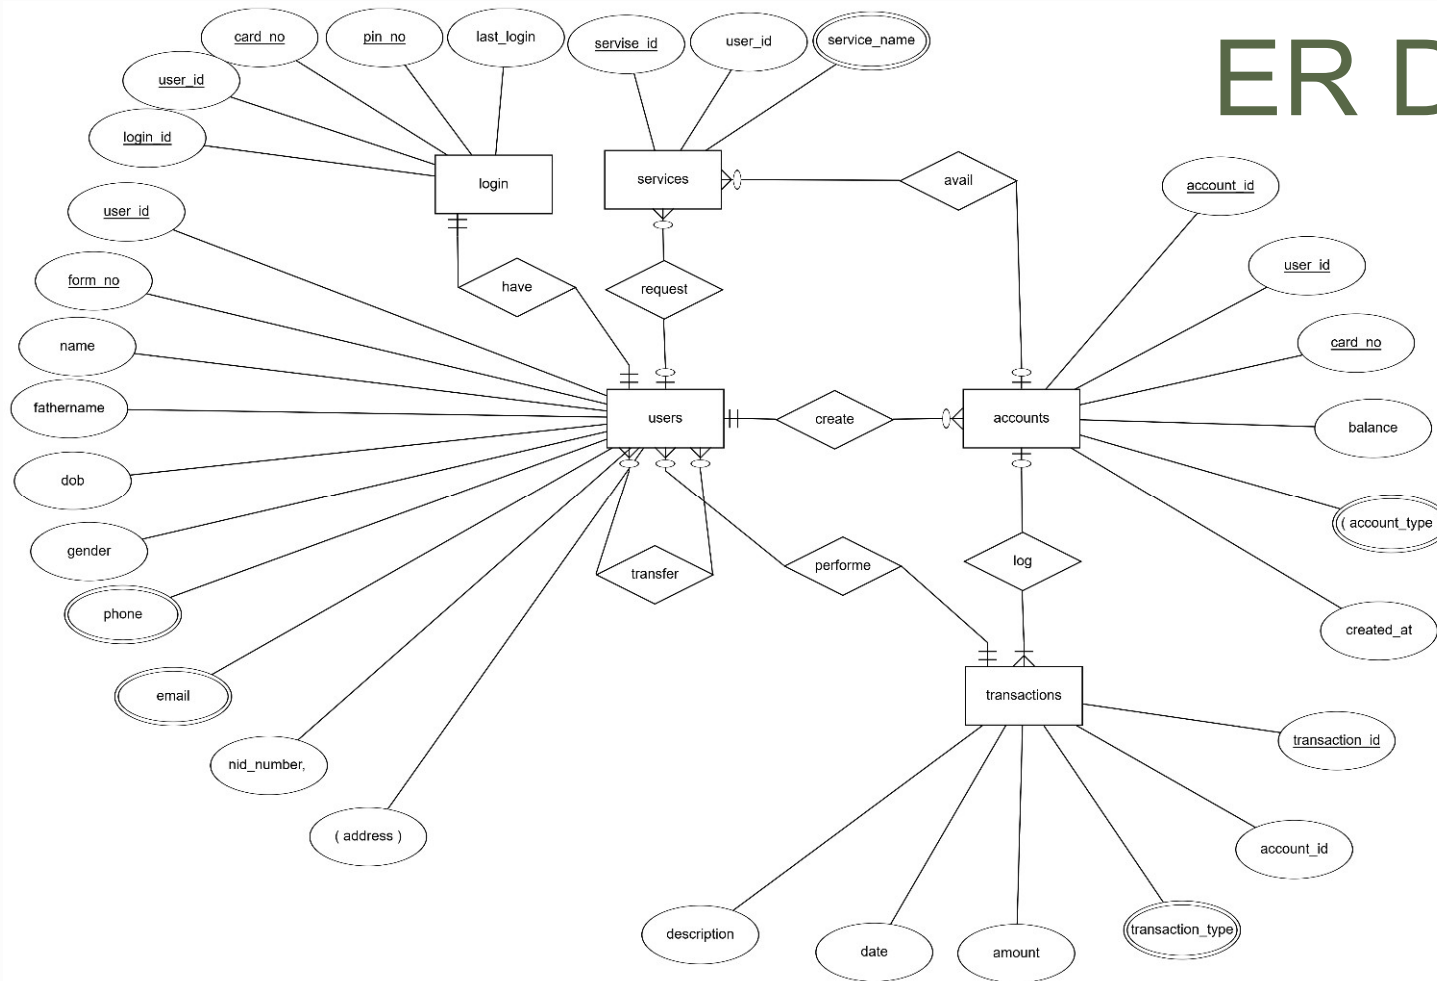 ER D
card_no
pin_no
last_login
servise_id
user_id
service_name
user_id
login_id
login
services
avail
account_id
user_id
form_no
have
request
user_id
name
card_no
fathername
users
create
accounts
balance
dob
( account_type
gender
transfer
performe
log
phone
created_at
email
transactions
nid_number,
transaction_id
( address )
account_id
description
date
amount
transaction_type